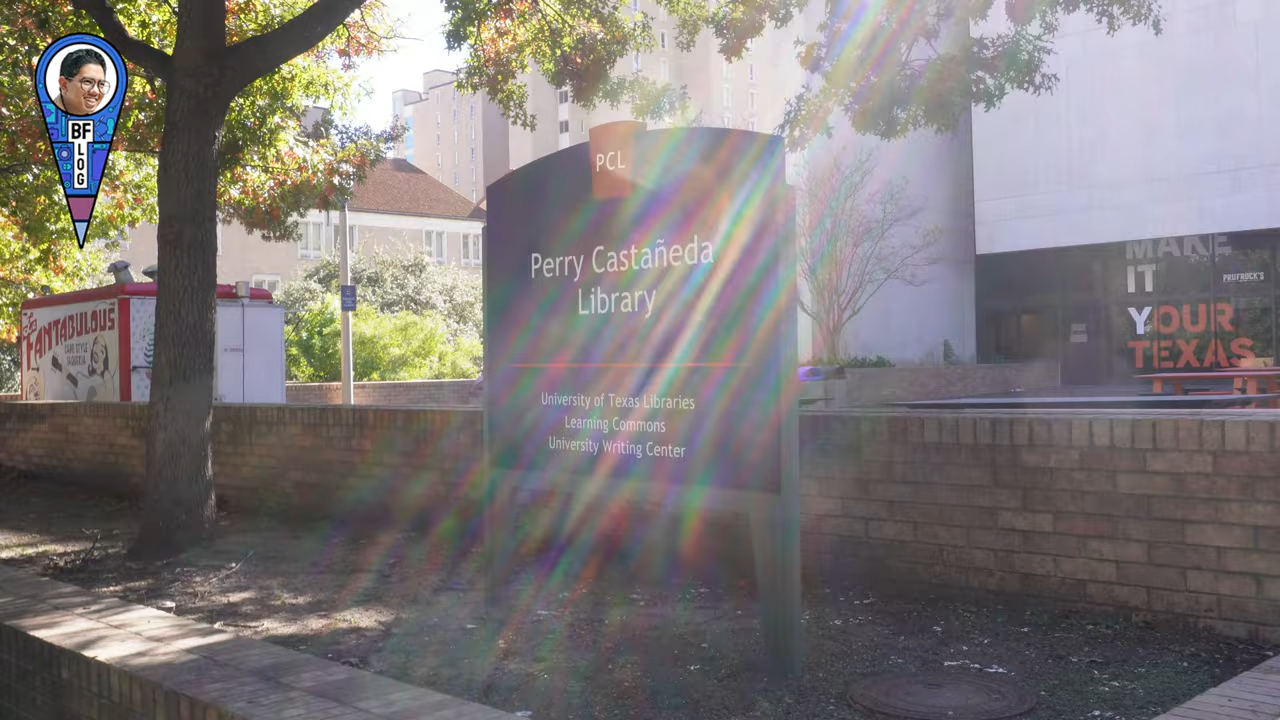 BF
LOG
PCL
Perry Castañeda
Library
University of Texas Libraries
Learning Commons
University Writing Center
FANTABULOUS
MAKE
IT
YOUR
TEXAS
PRUFROCK'S